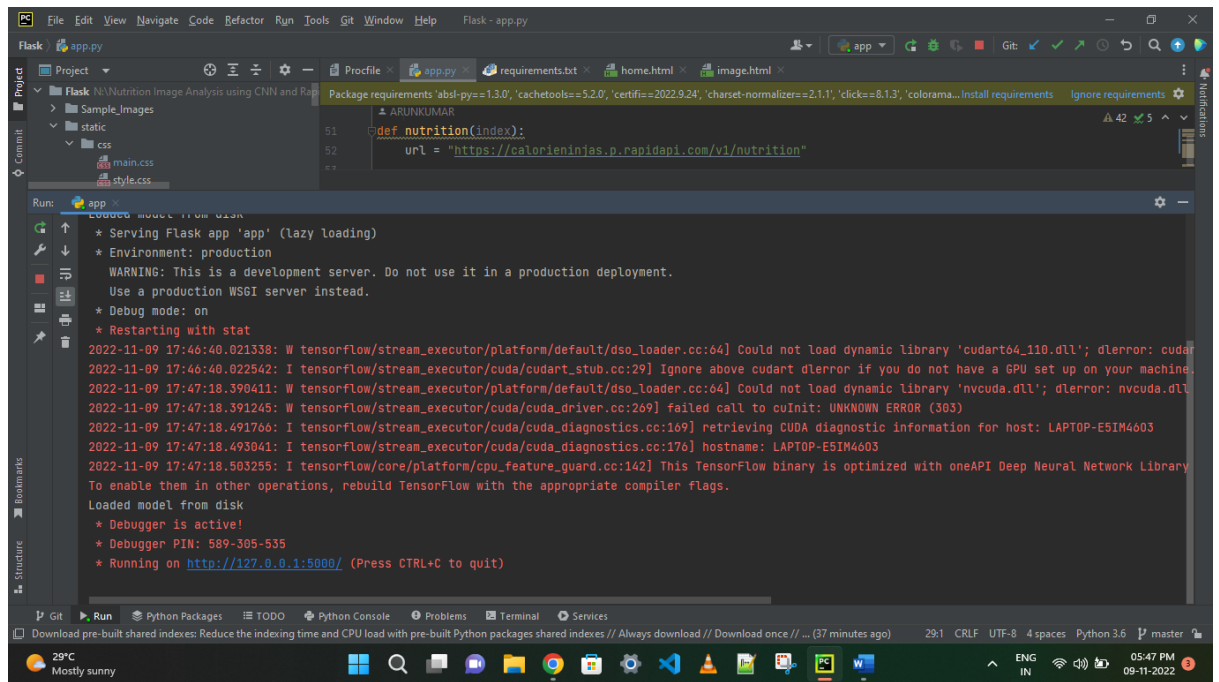 PC File Edit View Navigate Code Refactor Run Tools Git Window Help Flask - app.py
Flask app.py app Git:
Project Project Procfile app.py requirements.txt home.html image.html
Flask N:\Nutrition Image Analysis using CNN and Rap
Package requirements 'absl-py==1.3.0', 'cachetools==5.2.0', 'certifi==2022.9.24', 'charset-normalizer==2.1.1', 'click==8.1.3', 'colorama... Install requirements Ignore requirements
Notifications
Sample_Images
ARUNKUMAR
42 5
static
51 def nutrition(index):
Commit
css
52 url = "https://calorieninjas.p.rapidapi.com/v1/nutrition"
main.css
style.css
Run: app
Loaded model from disk
* Serving Flask app 'app' (lazy loading)
* Environment: production
WARNING: This is a development server. Do not use it in a production deployment.
Use a production WSGI server instead.
* Debug mode: on
* Restarting with stat
2022-11-09 17:46:40.021338: W tensorflow/stream_executor/platform/default/dso_loader.cc:64] Could not load dynamic library 'cudart64_110.dll'; dlerror: cudar
2022-11-09 17:46:40.022542: I tensorflow/stream_executor/cuda/cudart_stub.cc:29] Ignore above cudart dlerror if you do not have a GPU set up on your machine.
2022-11-09 17:47:18.390411: W tensorflow/stream_executor/platform/default/dso_loader.cc:64] Could not load dynamic library 'nvcuda.dll'; dlerror: nvcuda.dll
2022-11-09 17:47:18.391245: W tensorflow/stream_executor/cuda/cuda_driver.cc:269] failed call to cuInit: UNKNOWN ERROR (303)
2022-11-09 17:47:18.491766: I tensorflow/stream_executor/cuda/cuda_diagnostics.cc:169] retrieving CUDA diagnostic information for host: LAPTOP-E5IM46O3
2022-11-09 17:47:18.493041: I tensorflow/stream_executor/cuda/cuda_diagnostics.cc:176] hostname: LAPTOP-E5IM46O3
2022-11-09 17:47:18.503255: I tensorflow/core/platform/cpu_feature_guard.cc:142] This TensorFlow binary is optimized with oneAPI Deep Neural Network Library
To enable them in other operations, rebuild TensorFlow with the appropriate compiler flags.
Loaded model from disk
* Debugger is active!
* Debugger PIN: 589-305-535
* Running on http://127.0.0.1:5000/ (Press CTRL+C to quit)
Bookmarks
Structure
Git Run Python Packages TODO Python Console Problems Terminal Services
Download pre-built shared indexes: Reduce the indexing time and CPU load with pre-built Python packages shared indexes // Always download // Download once // ... (37 minutes ago) 29:1 CRLF UTF-8 4 spaces Python 3.6 master
29°C
Mostly sunny
ENG
IN
05:47 PM
09-11-2022
3